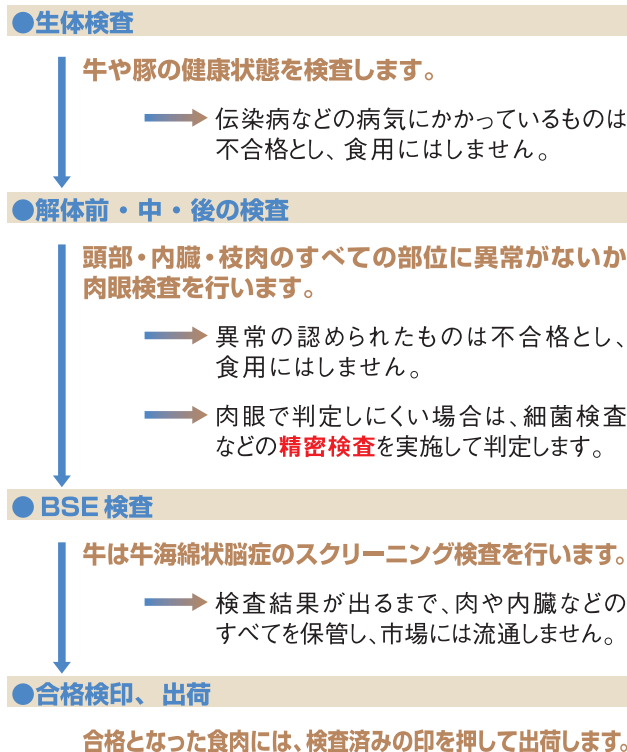 ●生体検査
牛や豚の健康状態を検査します。
伝染病などの病気にかかっているものは
不合格とし、食用にはしません。
●解体前・中・後の検査
頭部・内臓・枝肉のすべての部位に異常がないか
肉眼検査を行います。
異常の認められたものは不合格とし、
食用にはしません。
肉眼で判定しにくい場合は、細菌検査
などの精密検査を実施して判定します。
●BSE検査
牛は牛海綿状脳症のスクリーニング検査を行います。
検査結果が出るまで、肉や内臓などの
すべてを保管し、市場には流通しません。
●合格検印、出荷
合格となった食肉には、検査済みの印を押して出荷します。